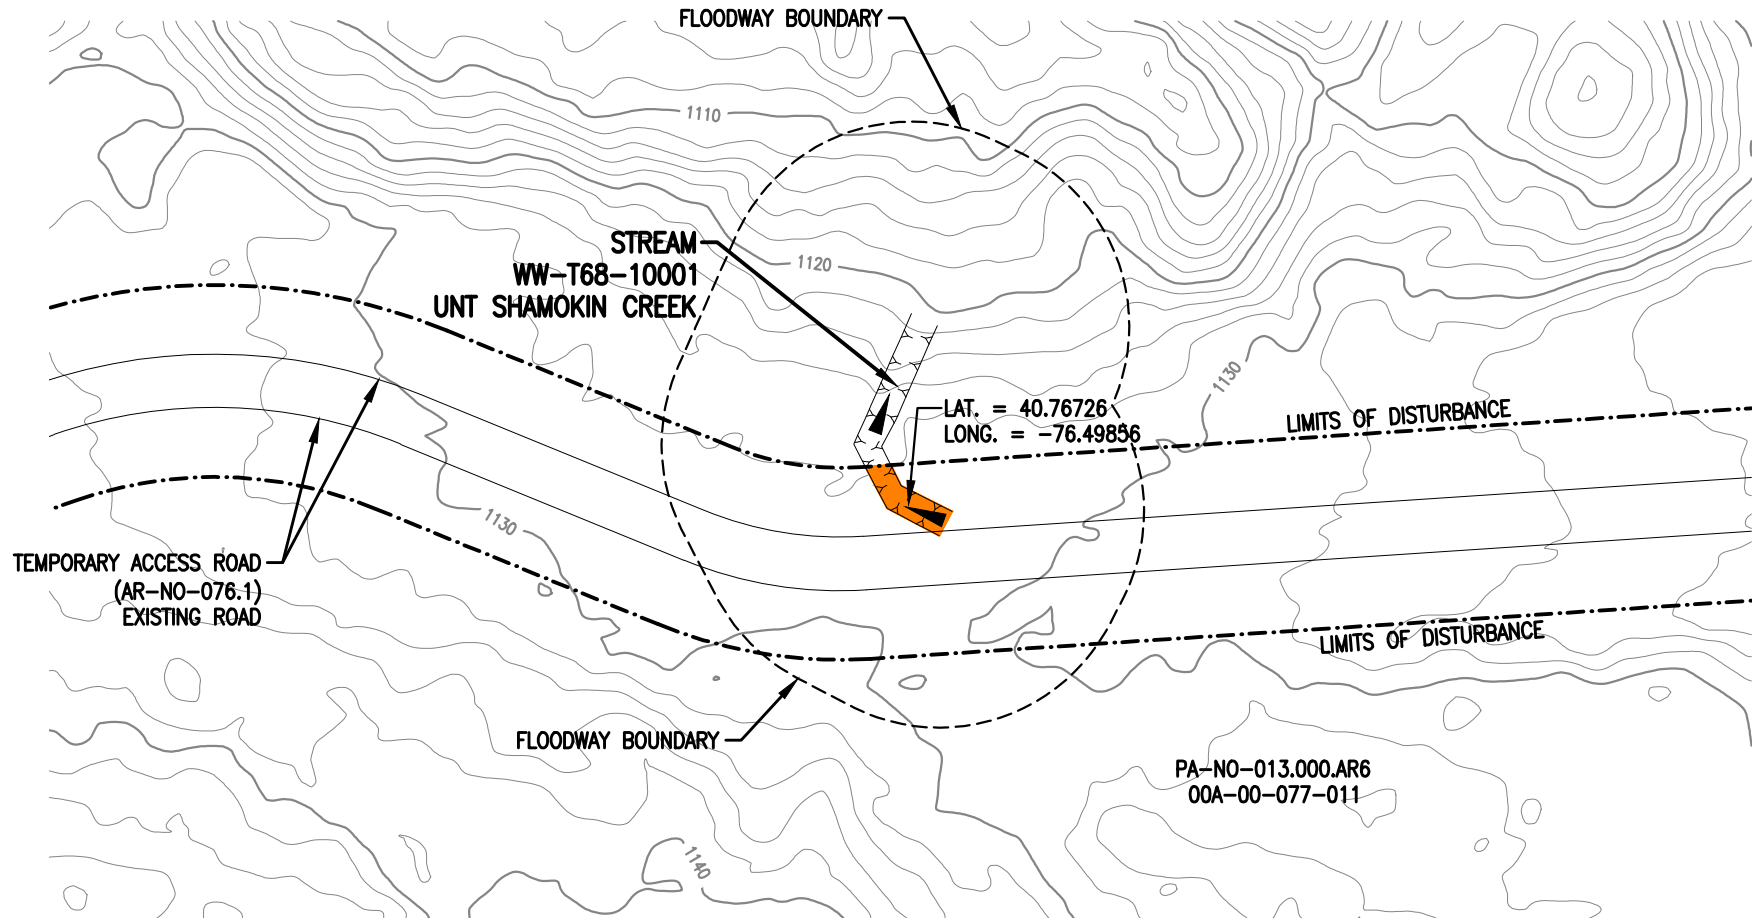 FLOODWAY BOUNDARY
1110
STREAM
WW-T68-10001
UNT SHAMOKIN CREEK
1120
1130
LAT. = 40.76726
LONG. = -76.49856
LIMITS OF DISTURBANCE
1130
TEMPORARY ACCESS ROAD
(AR-NO-076.1)
EXISTING ROAD
LIMITS OF DISTURBANCE
FLOODWAY BOUNDARY
PA-NO-013.000.AR6
00A-00-077-011
1140